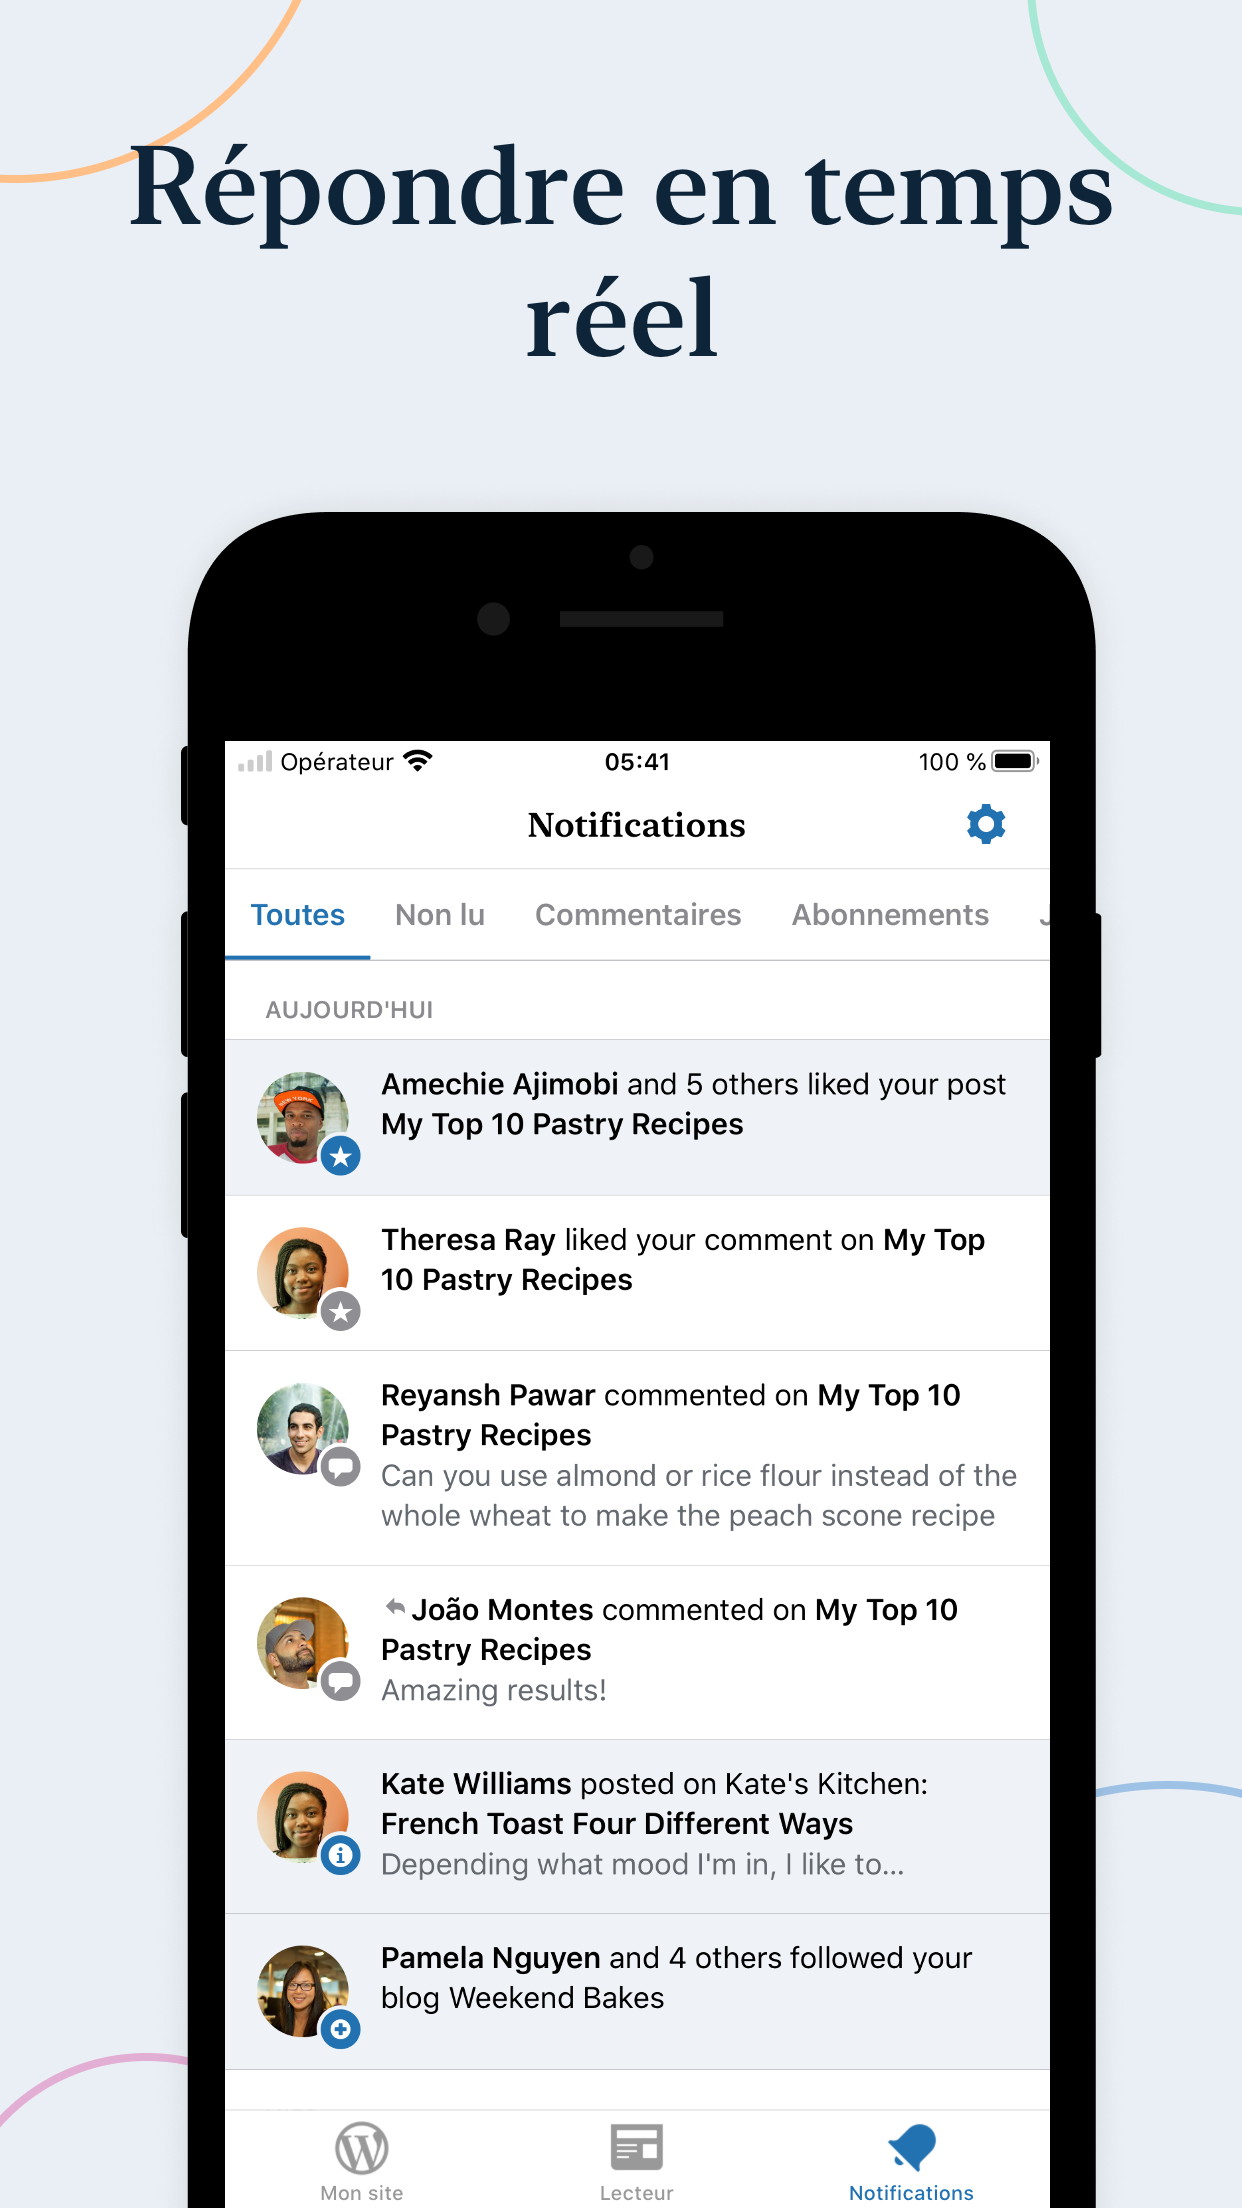 Répondre en temps
réel
Opérateur 05:41 100 %
Notifications
Toutes Non lu Commentaires Abonnements J
AUJOURD'HUI
Amechie Ajimobi and 5 others liked your post
My Top 10 Pastry Recipes
Theresa Ray liked your comment on My Top
10 Pastry Recipes
Reyansh Pawar commented on My Top 10
Pastry Recipes
Can you use almond or rice flour instead of the
whole wheat to make the peach scone recipe
João Montes commented on My Top 10
Pastry Recipes
Amazing results!
Kate Williams posted on Kate's Kitchen:
French Toast Four Different Ways
Depending what mood I'm in, I like to...
Pamela Nguyen and 4 others followed your
blog Weekend Bakes
Mon site Lecteur Notifications